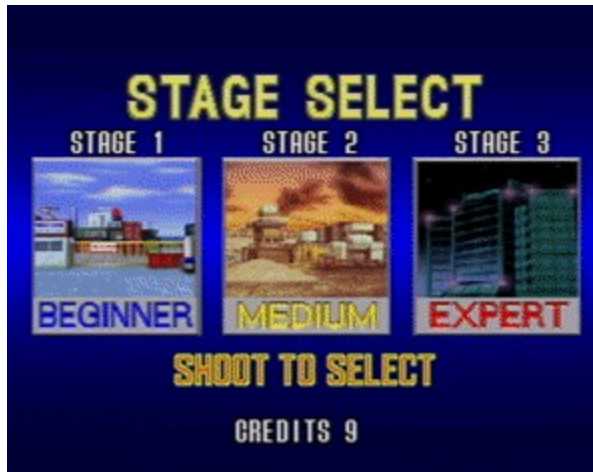 STAGE SELECT
STAGE 1 STAGE 2 STAGE 3
BEGINNER MEDIUM EXPERT
SHOOT TO SELECT
CREDITS 9